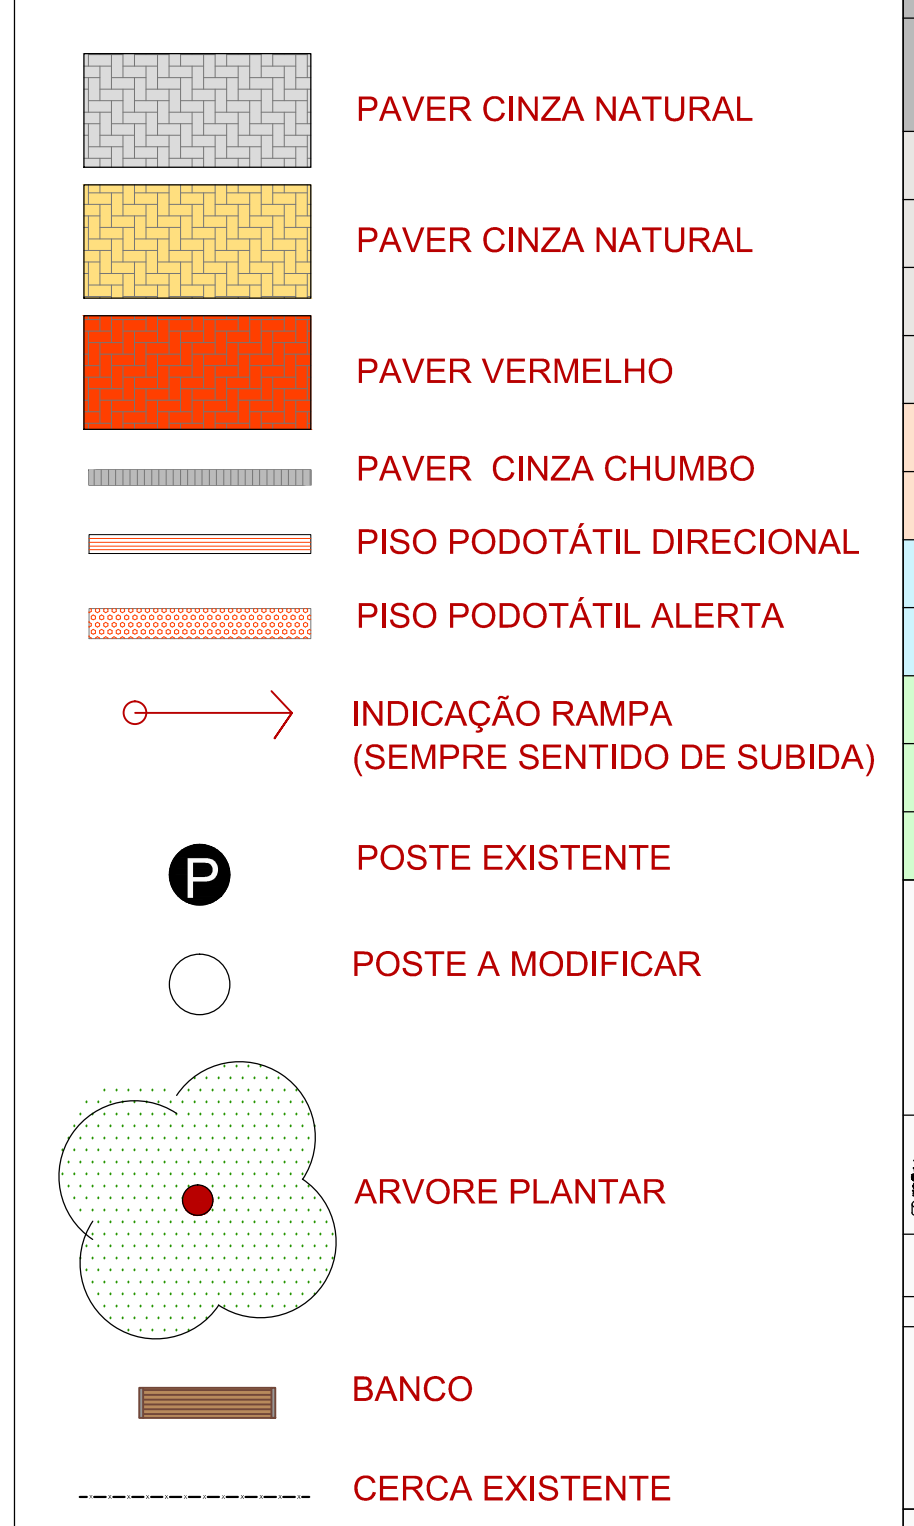 PAVER CINZA NATURAL
PAVER CINZA NATURAL
PAVER VERMELHO
PAVER CINZA CHUMBO
PISO PODOTÁTIL DIRECIONAL
PISO PODOTÁTIL ALERTA
INDICAÇÃO RAMPA
(SEMPRE SENTIDO DE SUBIDA)
P
POSTE EXISTENTE
POSTE A MODIFICAR
ARVORE PLANTAR
BANCO
CERCA EXISTENTE